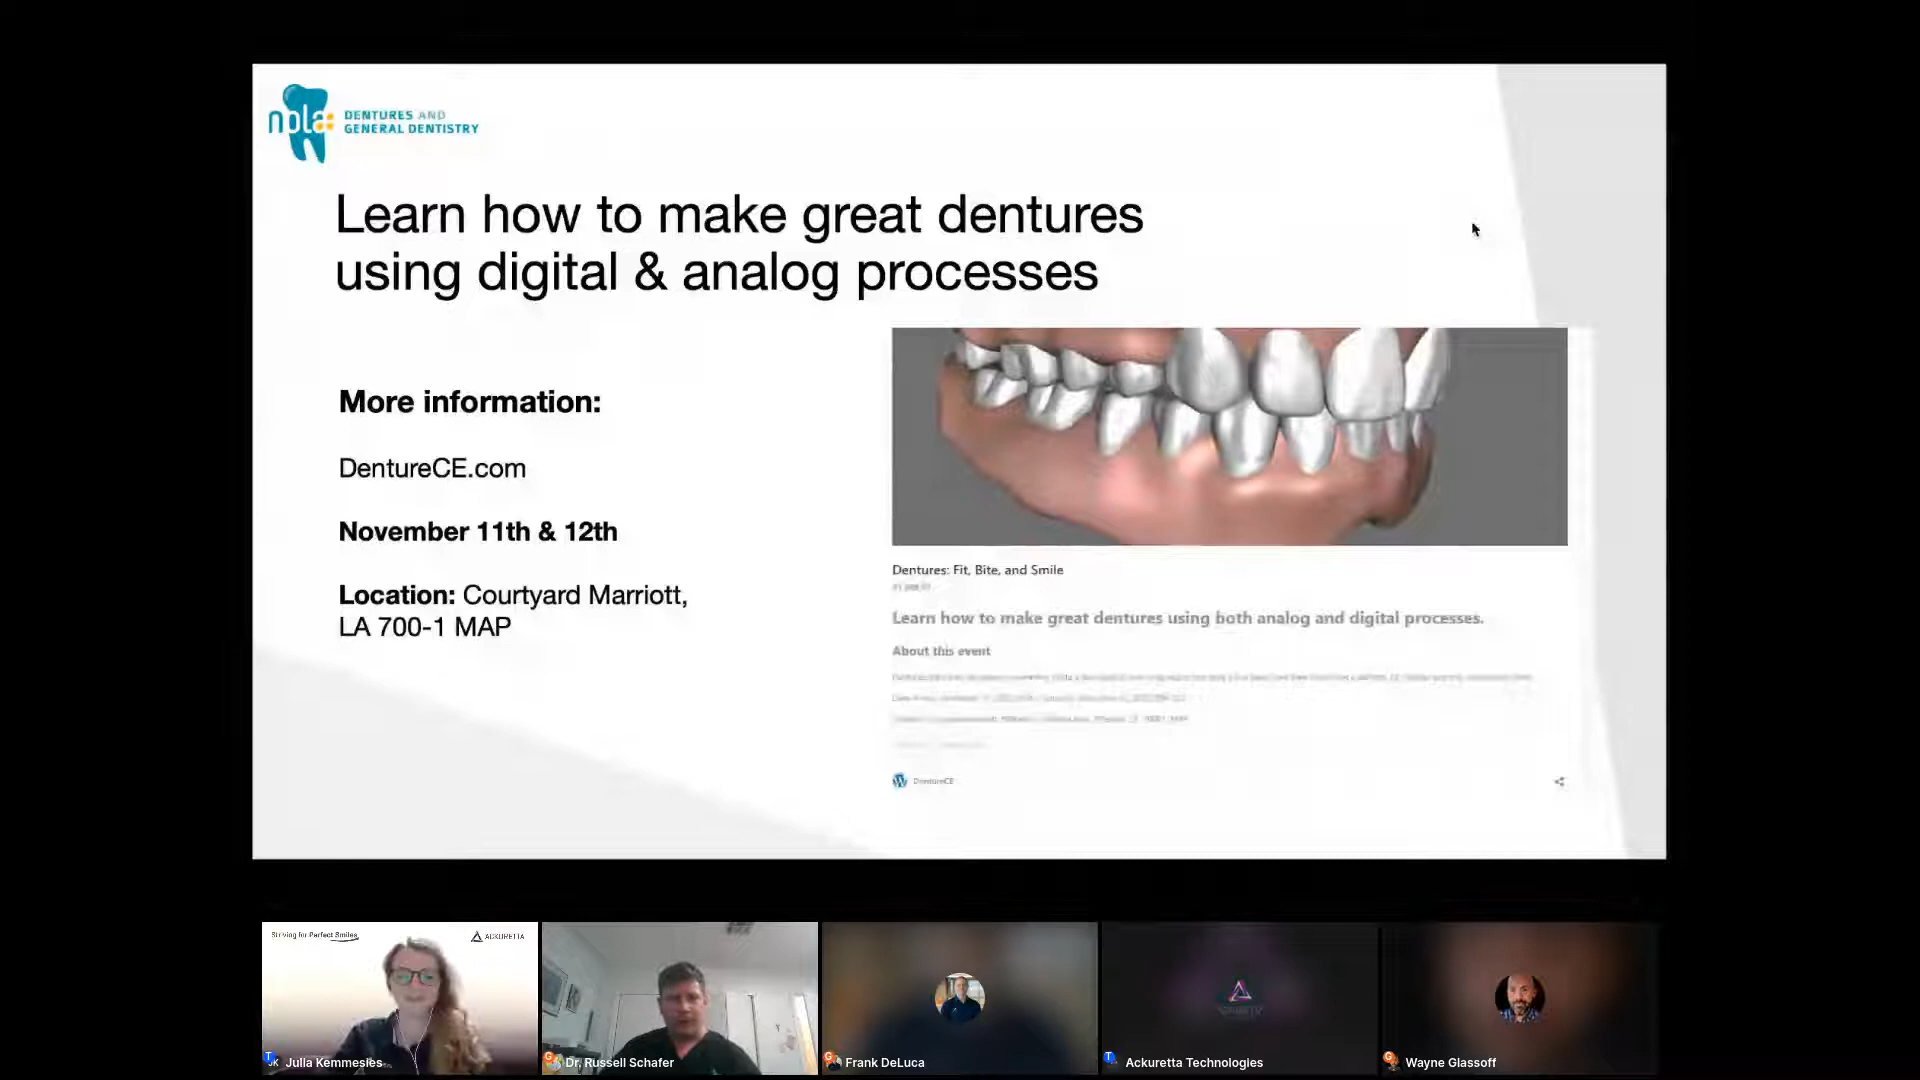 npla:
DENTURES AND
GENERAL DENTISTRY
Learn how to make great dentures
using digital & analog processes
More information:
DentureCE.com
November 11th & 12th
Location: Courtyard Marriott,
LA 700-1 MAP
Dentures: Fit, Bite, and Smile
Learn how to make great dentures using both analog and digital processes.
About this event
DentureCE
Striving for Perfect Smiles
ACKURETTA
Julia Kemmesies
Dr. Russell Schafer
Frank DeLuca
Ackuretta Technologies
Wayne Glassoff